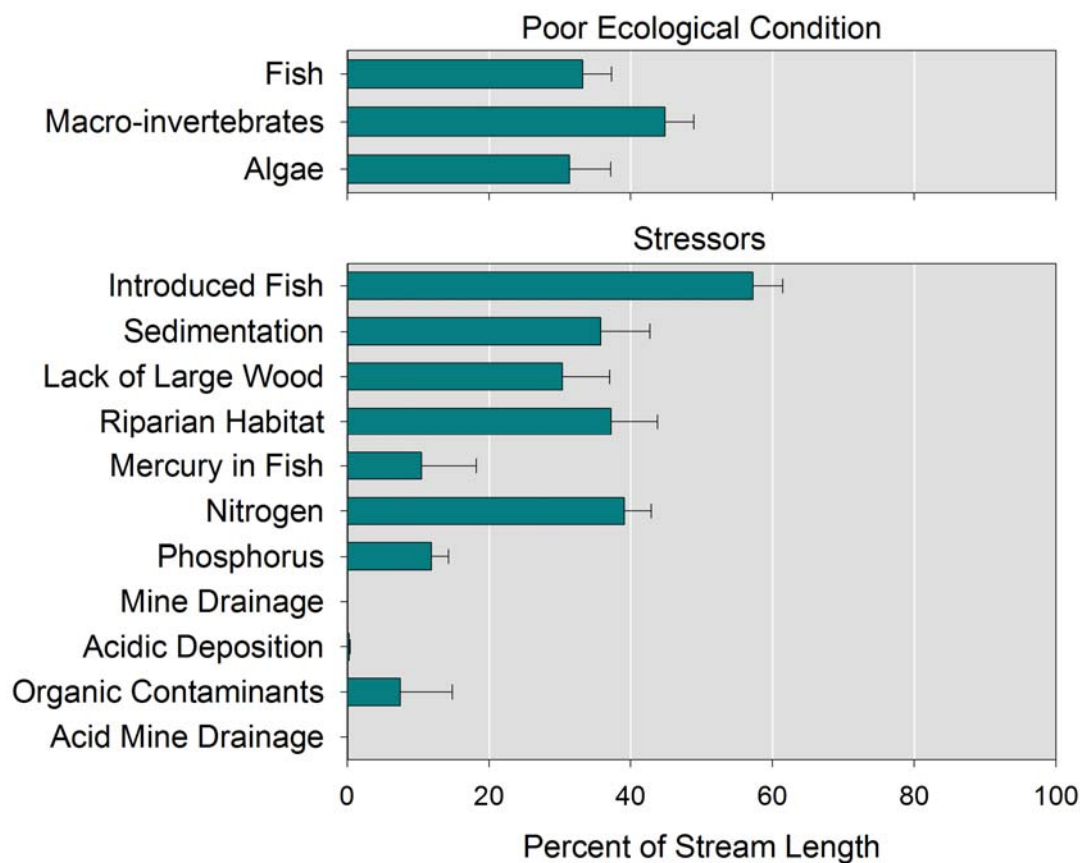 Poor Ecological Condition
Fish
Macro-invertebrates
Algae
Stressors
Introduced Fish
Sedimentation
Lack of Large Wood
Riparian Habitat
Mercury in Fish
Nitrogen
Phosphorus
Mine Drainage
Acidic Deposition
Organic Contaminants
Acid Mine Drainage
0 20 40 60 80 100
Percent of Stream Length